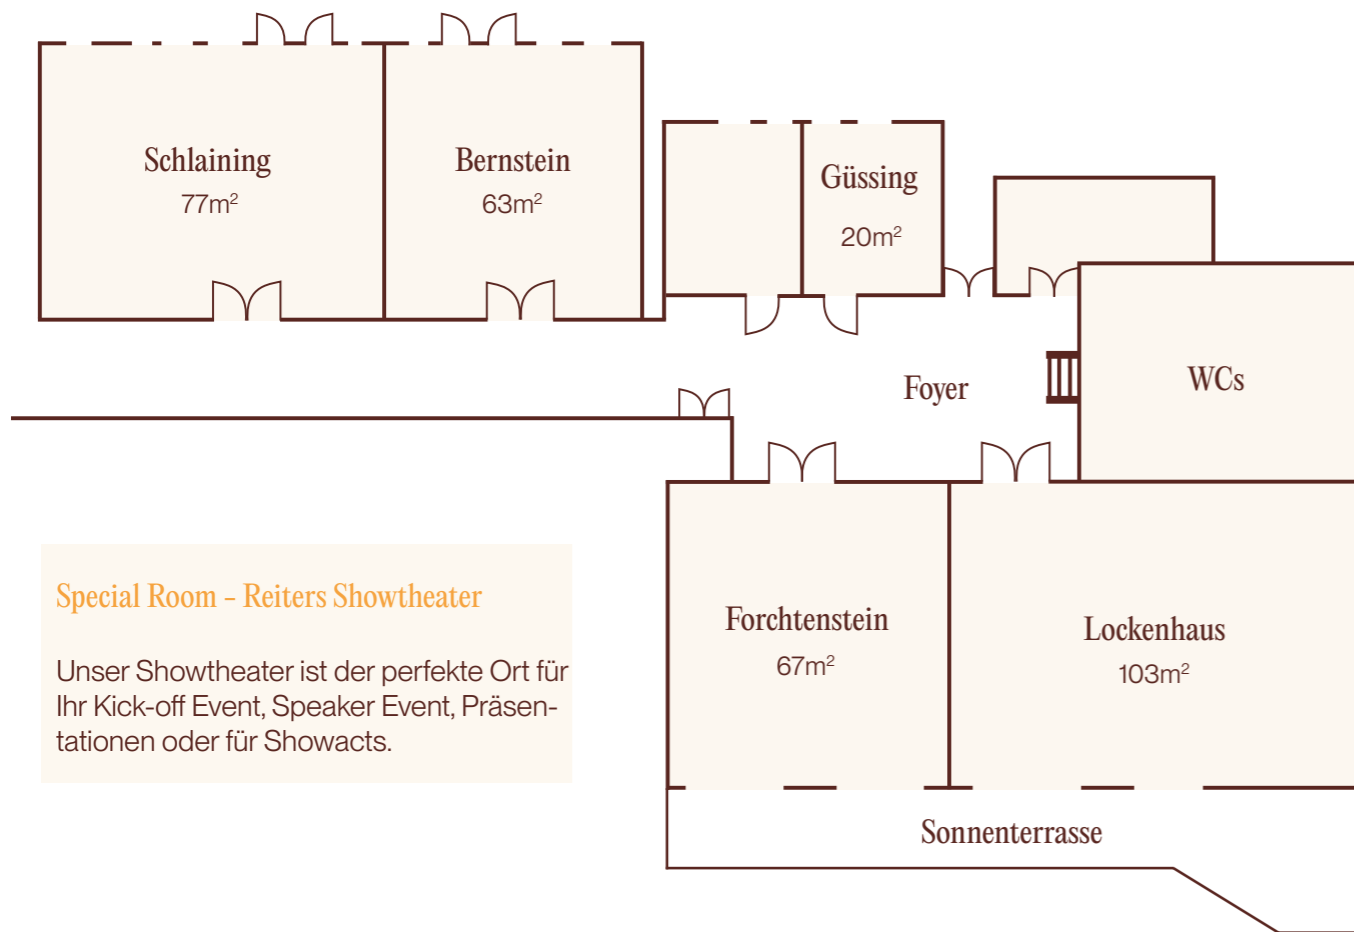 Schlaining
77m²
Bernstein
63m²
Güssing
20m²
Foyer
WCs
Forchtenstein
67m²
Lockenhaus
103m²
Sonnenterrasse
Special Room – Reiters Showtheater
Unser Showtheater ist der perfekte Ort für
Ihr Kick-off Event, Speaker Event, Präsen-
tationen oder für Showacts.